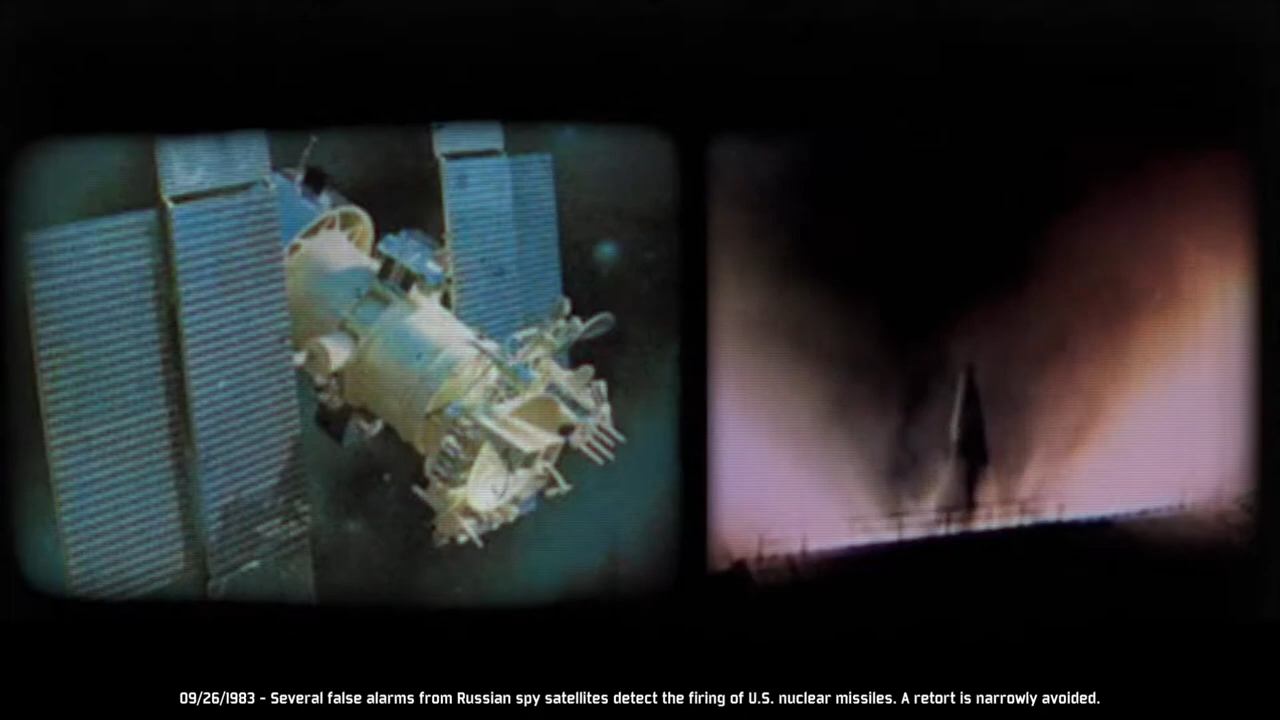 09/26/1983 - Several false alarms from Russian spy satellites detect the firing of U.S. nuclear missiles. A retort is narrowly avoided.